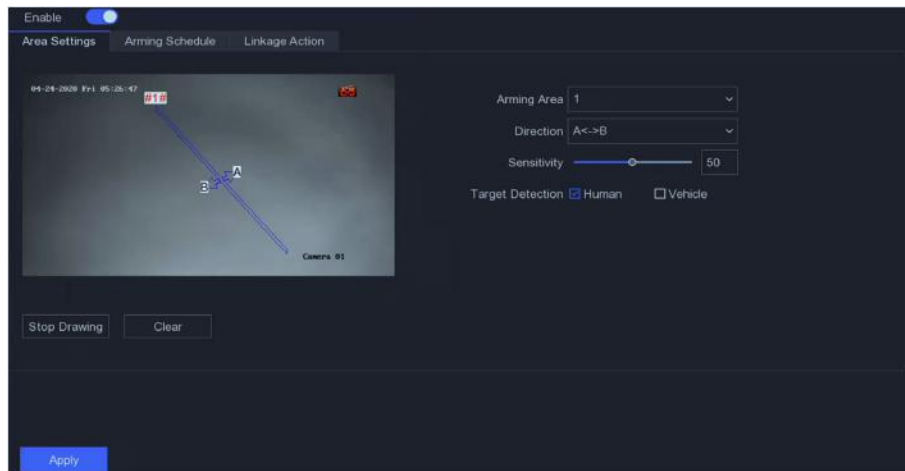 Enable
Area Settings Arming Schedule Linkage Action
04-24-2020 Fri 05:26:47
#1#
A
B
Camera 01
Arming Area 1
Direction A<->B
Sensitivity 50
Target Detection Human Vehicle
Stop Drawing Clear
Apply